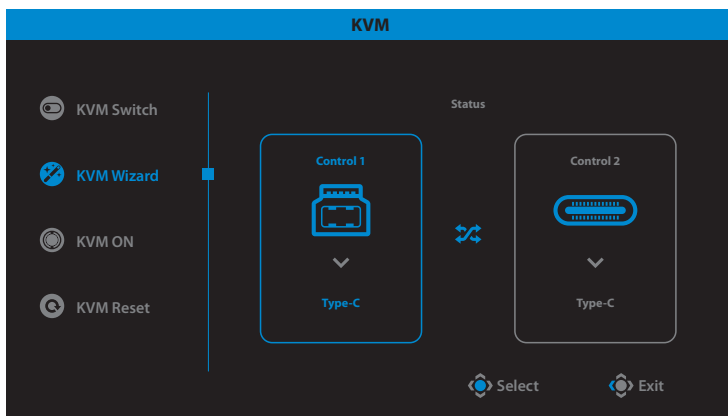 KVM
KVM Switch
KVM Wizard
KVM ON
KVM Reset
Status
Control 1
Type-C
Control 2
Type-C
Select
Exit